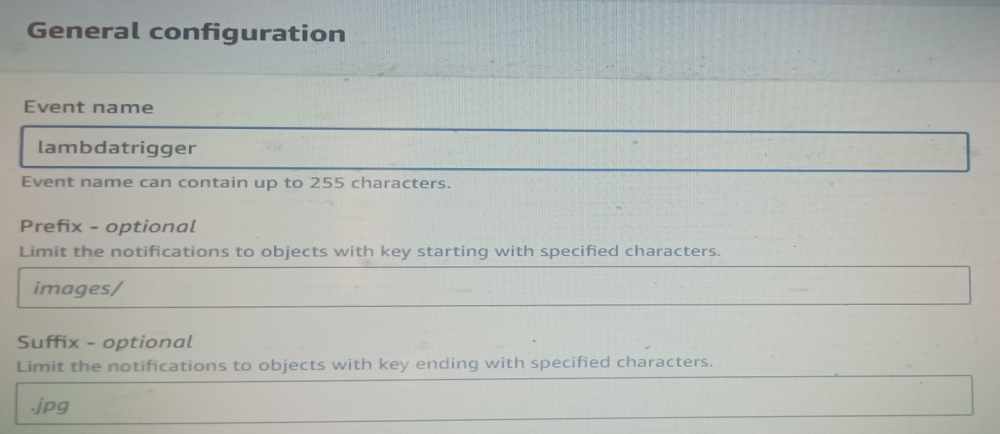 General configuration
Event name
lambdatrigger
Event name can contain up to 255 characters.
Prefix - optional
Limit the notifications to objects with key starting with specified characters.
images/
Suffix - optional
Limit the notifications to objects with key ending with specified characters.
.jpg